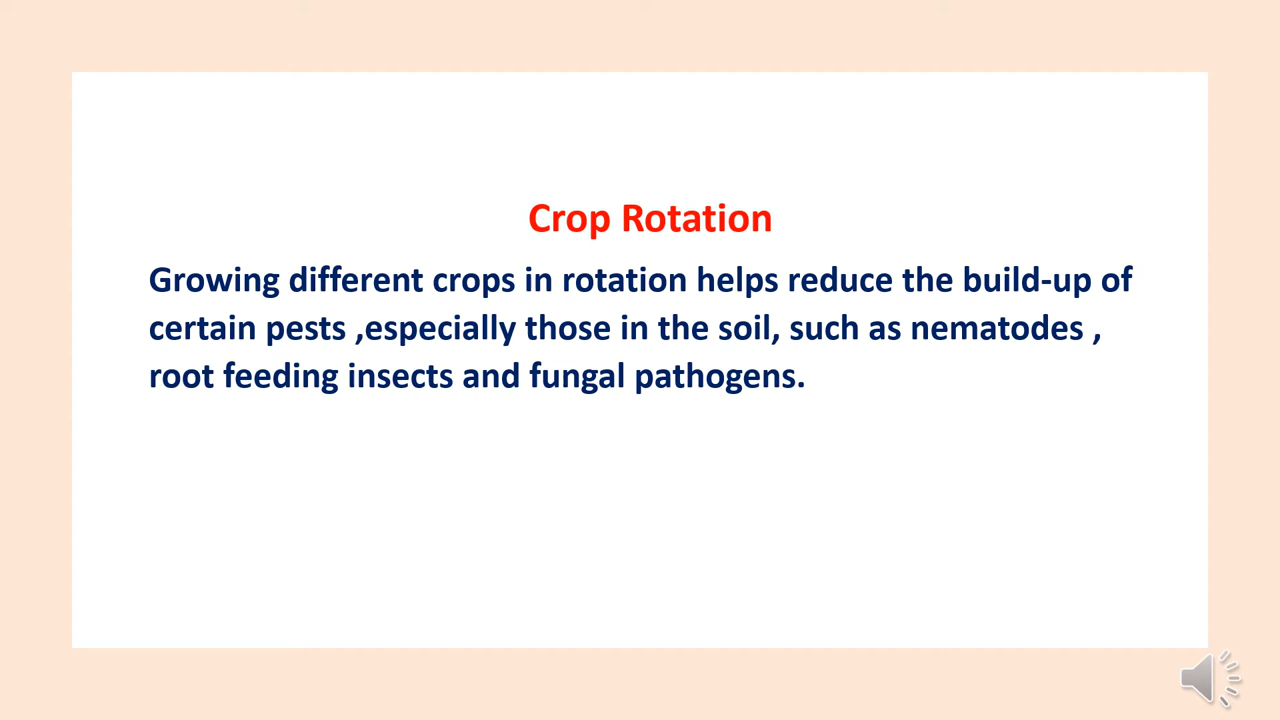 Crop Rotation
Growing different crops in rotation helps reduce the build-up of
certain pests ,especially those in the soil, such as nematodes ,
root feeding insects and fungal pathogens.